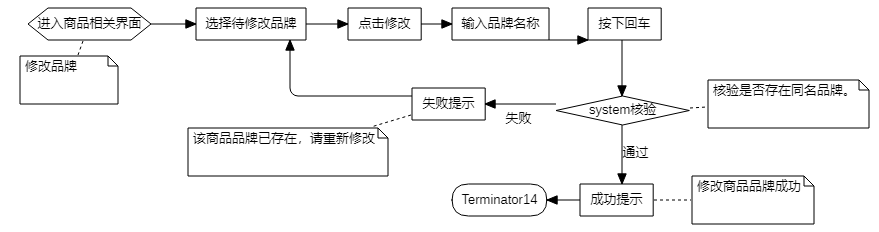 进入商品相关界面
选择待修改品牌
点击修改
输入品牌名称
按下回车
修改品牌
失败提示
失败
system核验
核验是否存在同名品牌。
该商品品牌已存在，请重新修改
通过
Terminator14
成功提示
修改商品品牌成功